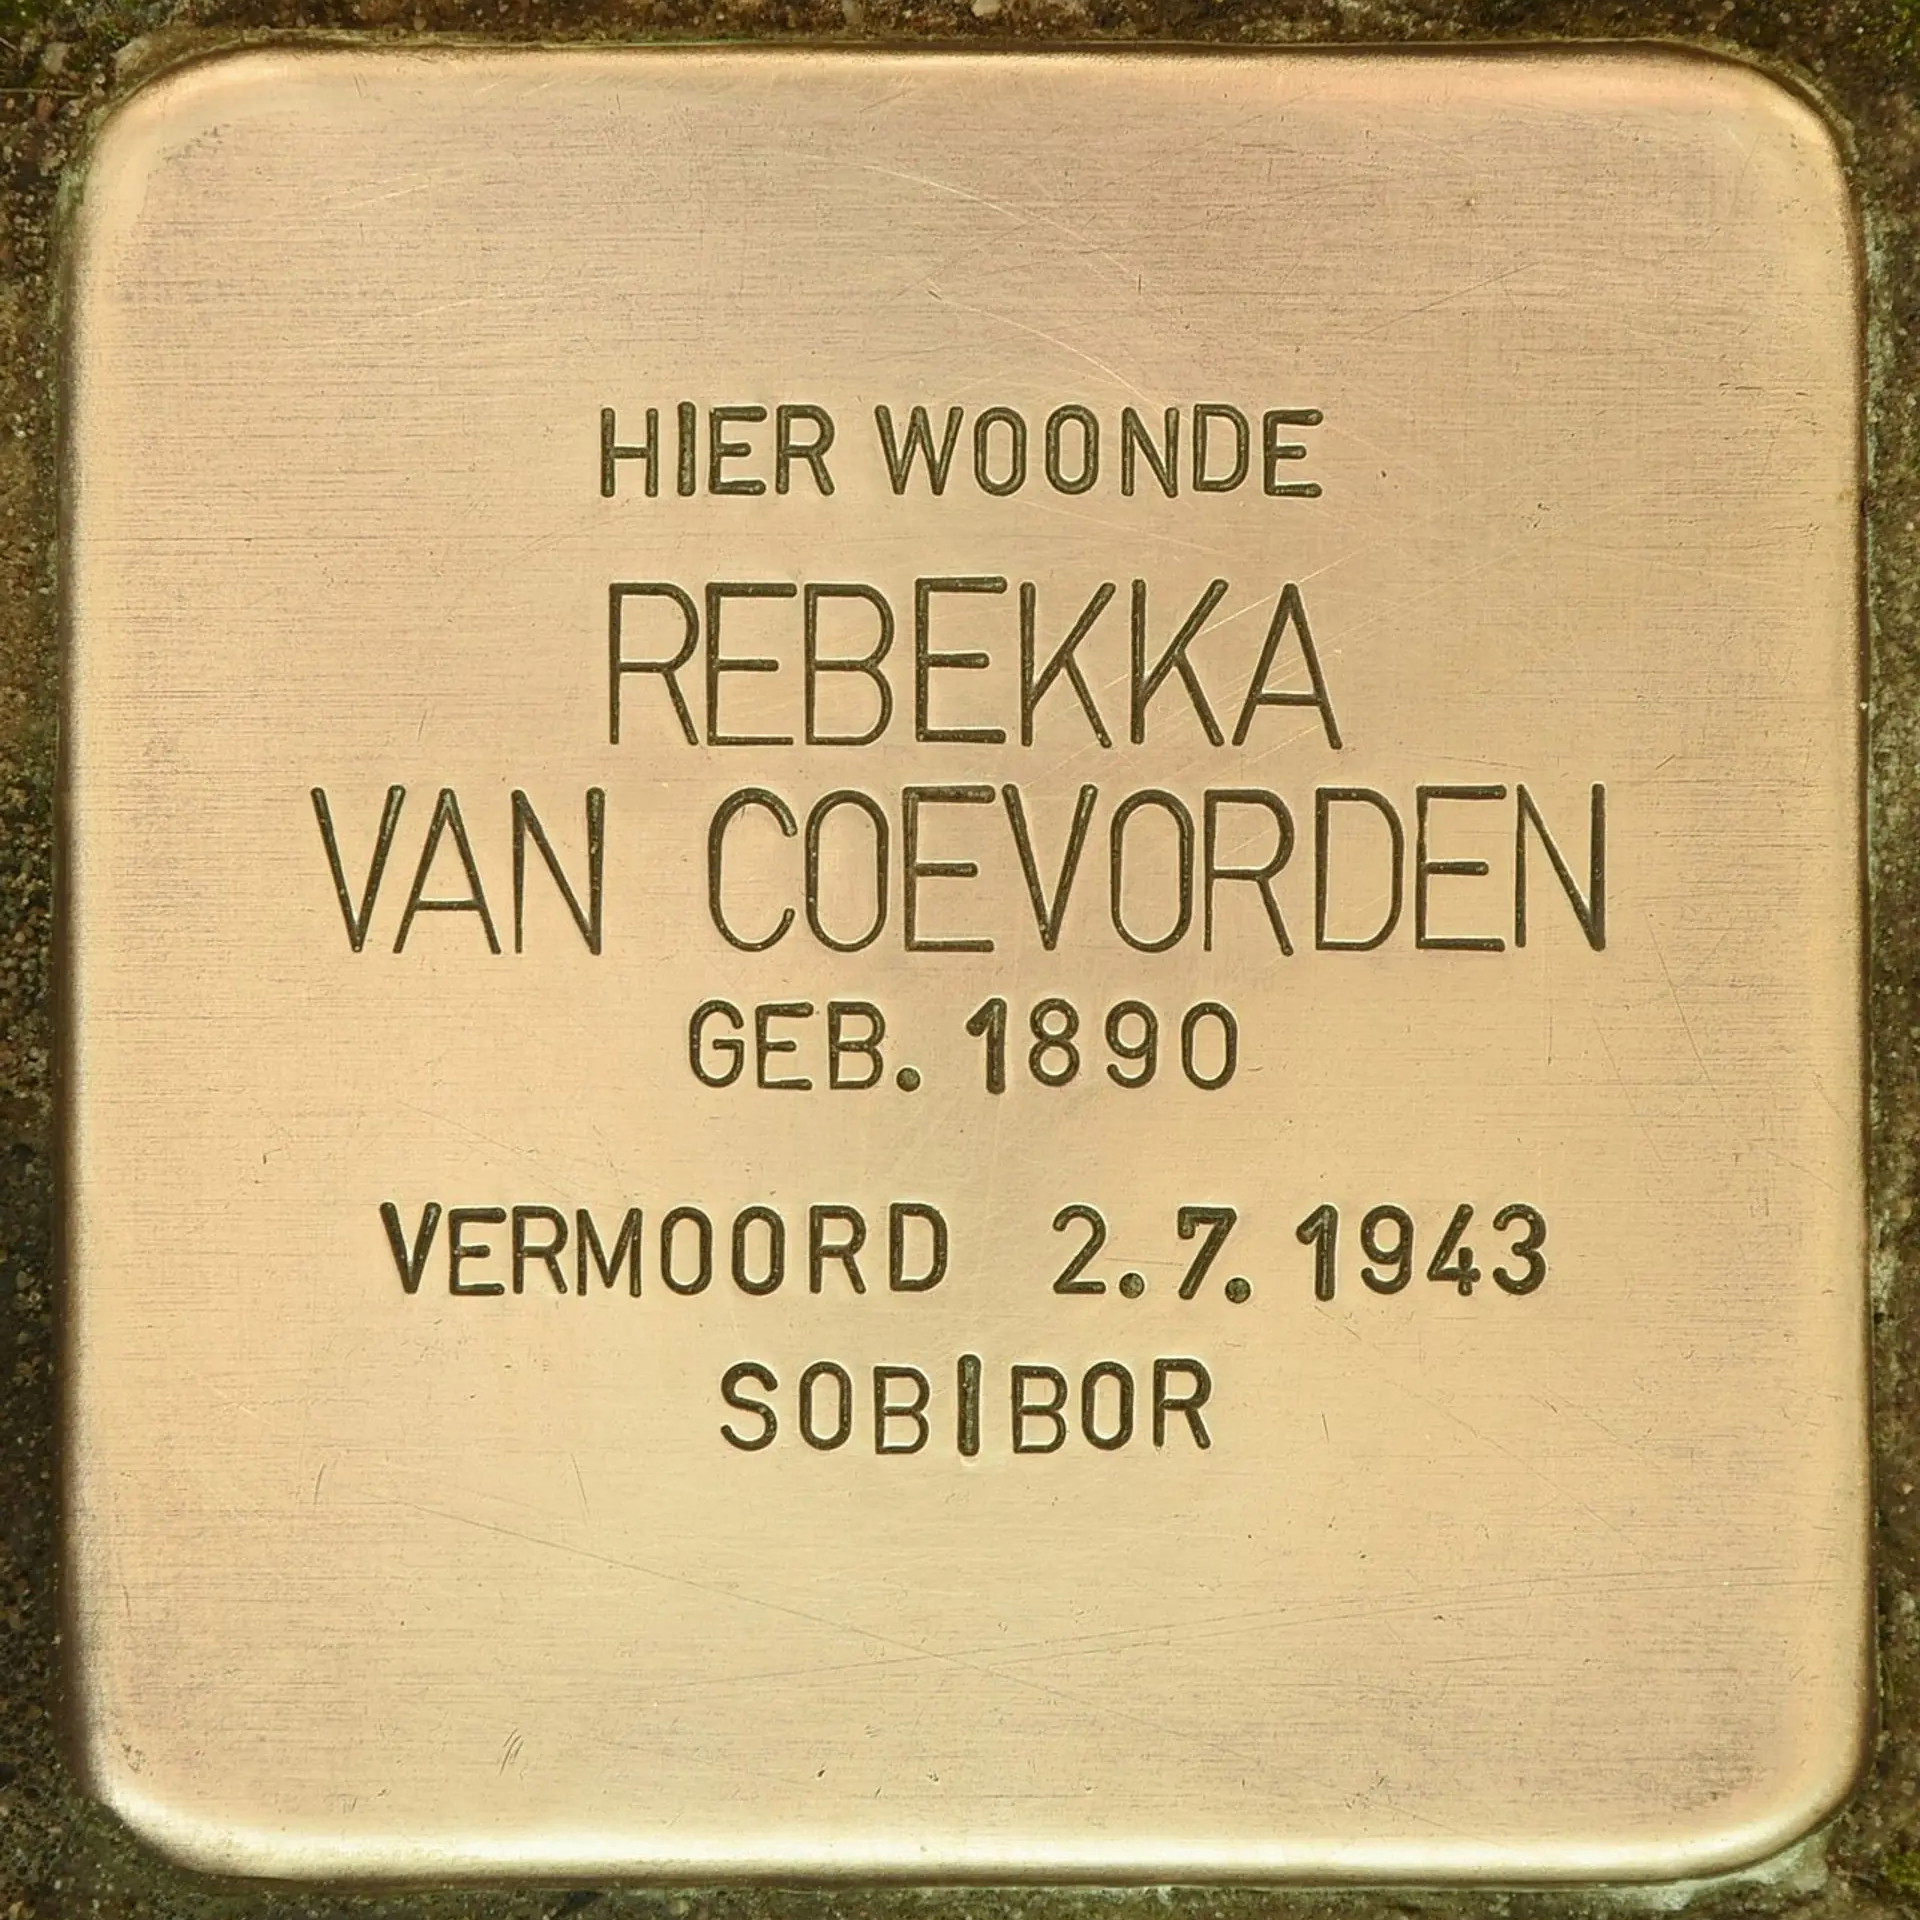 HIER WOONDE
REBEKKA
VAN COEVORDEN
GEB. 1890
VERMOORD 2.7.1943
SOBIBOR